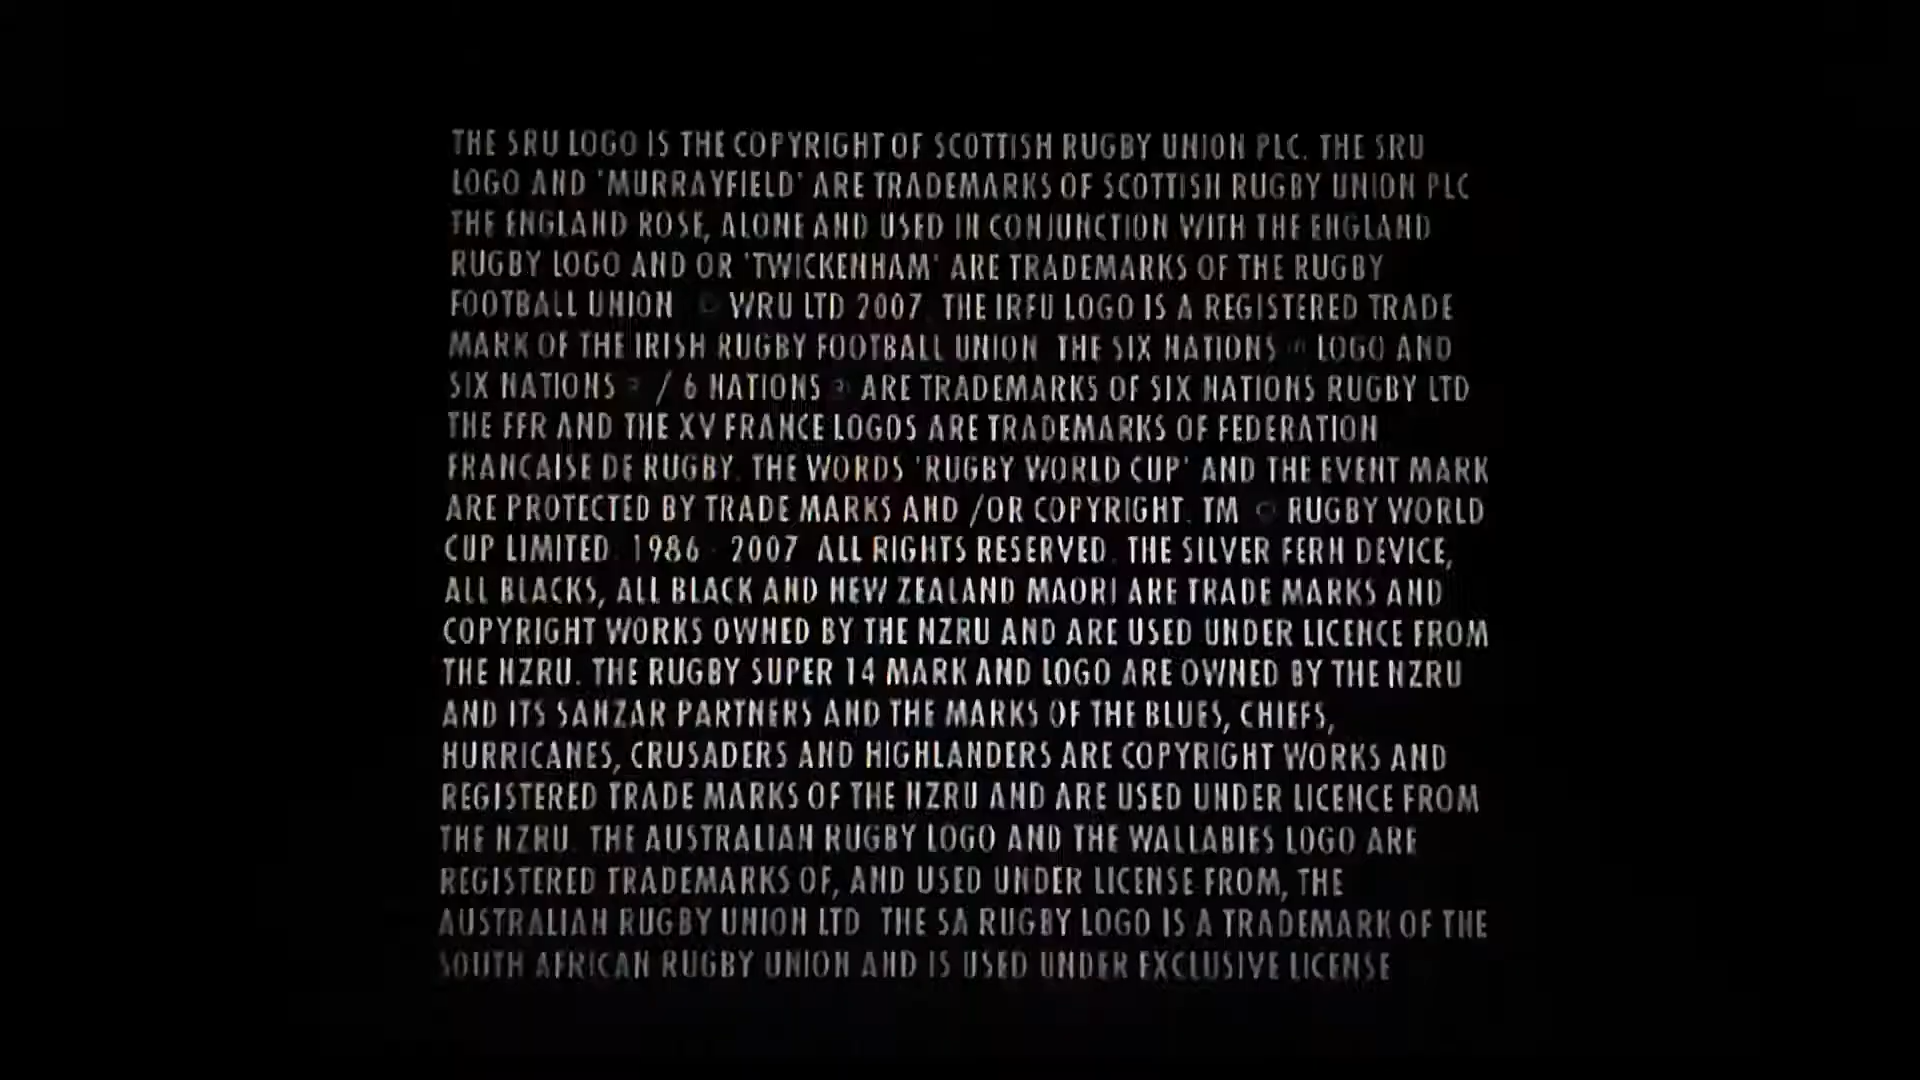 THE SRU LOGO IS THE COPYRIGHT OF SCOTTISH RUGBY UNION PLC. THE SRU
LOGO AND 'MURRAYFIELD' ARE TRADEMARKS OF SCOTTISH RUGBY UNION PLC
THE ENGLAND ROSE, ALONE AND USED IN CONJUNCTION WITH THE ENGLAND
RUGBY LOGO AND OR 'TWICKENHAM' ARE TRADEMARKS OF THE RUGBY
FOOTBALL UNION © WRU LTD 2007. THE IRFU LOGO IS A REGISTERED TRADE
MARK OF THE IRISH RUGBY FOOTBALL UNION THE SIX NATIONS LOGO AND
SIX NATIONS ® / 6 NATIONS ® ARE TRADEMARKS OF SIX NATIONS RUGBY LTD
THE FFR AND THE XV FRANCE LOGOS ARE TRADEMARKS OF FEDERATION
FRANCAISE DE RUGBY. THE WORDS 'RUGBY WORLD CUP' AND THE EVENT MARK
ARE PROTECTED BY TRADE MARKS AND /OR COPYRIGHT. TM © RUGBY WORLD
CUP LIMITED. 1986 - 2007 ALL RIGHTS RESERVED. THE SILVER FERN DEVICE,
ALL BLACKS, ALL BLACK AND NEW ZEALAND MAORI ARE TRADE MARKS AND
COPYRIGHT WORKS OWNED BY THE NZRU AND ARE USED UNDER LICENCE FROM
THE NZRU. THE RUGBY SUPER 14 MARK AND LOGO ARE OWNED BY THE NZRU
AND ITS SANZAR PARTNERS AND THE MARKS OF THE BLUES, CHIEFS,
HURRICANES, CRUSADERS AND HIGHLANDERS ARE COPYRIGHT WORKS AND
REGISTERED TRADE MARKS OF THE NZRU AND ARE USED UNDER LICENCE FROM
THE NZRU. THE AUSTRALIAN RUGBY LOGO AND THE WALLABIES LOGO ARE
REGISTERED TRADEMARKS OF, AND USED UNDER LICENSE FROM, THE
AUSTRALIAN RUGBY UNION LTD THE SA RUGBY LOGO IS A TRADEMARK OF THE
SOUTH AFRICAN RUGBY UNION AND IS USED UNDER EXCLUSIVE LICENSE